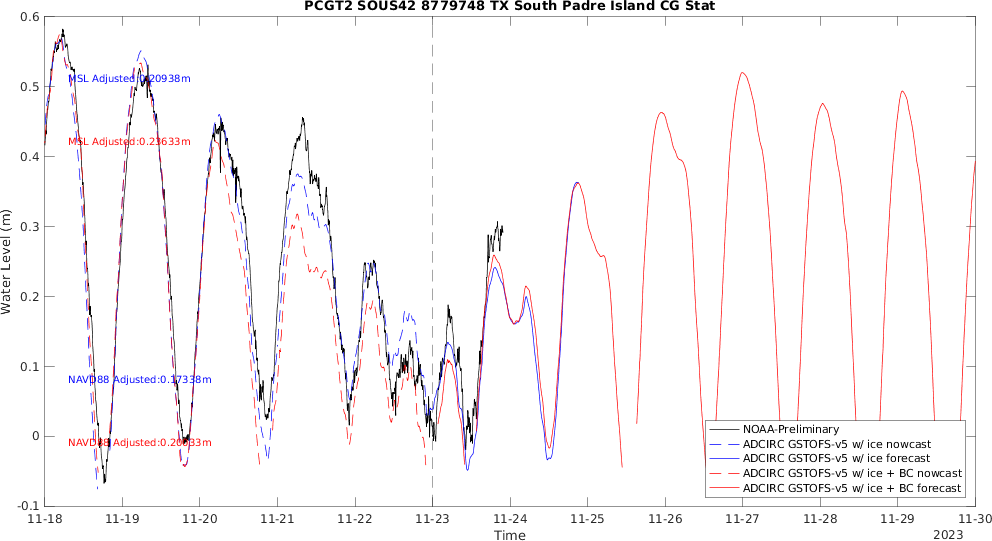 PCGT2 SOUS42 8779748 TX South Padre Island CG Stat
Water Level (m)
0.6
0.5
0.4
0.3
0.2
0.1
0
-0.1
MSL Adjusted:0.20938m
MSL Adjusted:0.23633m
NAVD88 Adjusted:0.17338m
NAVD88 Adjusted:0.20033m
NOAA-Preliminary
ADCIRC GSTOFS-v5 w/ ice nowcast
ADCIRC GSTOFS-v5 w/ ice forecast
ADCIRC GSTOFS-v5 w/ ice + BC nowcast
ADCIRC GSTOFS-v5 w/ ice + BC forecast
11-18 11-19 11-20 11-21 11-22 11-23 11-24 11-25 11-26 11-27 11-28 11-29 11-30
Time
2023